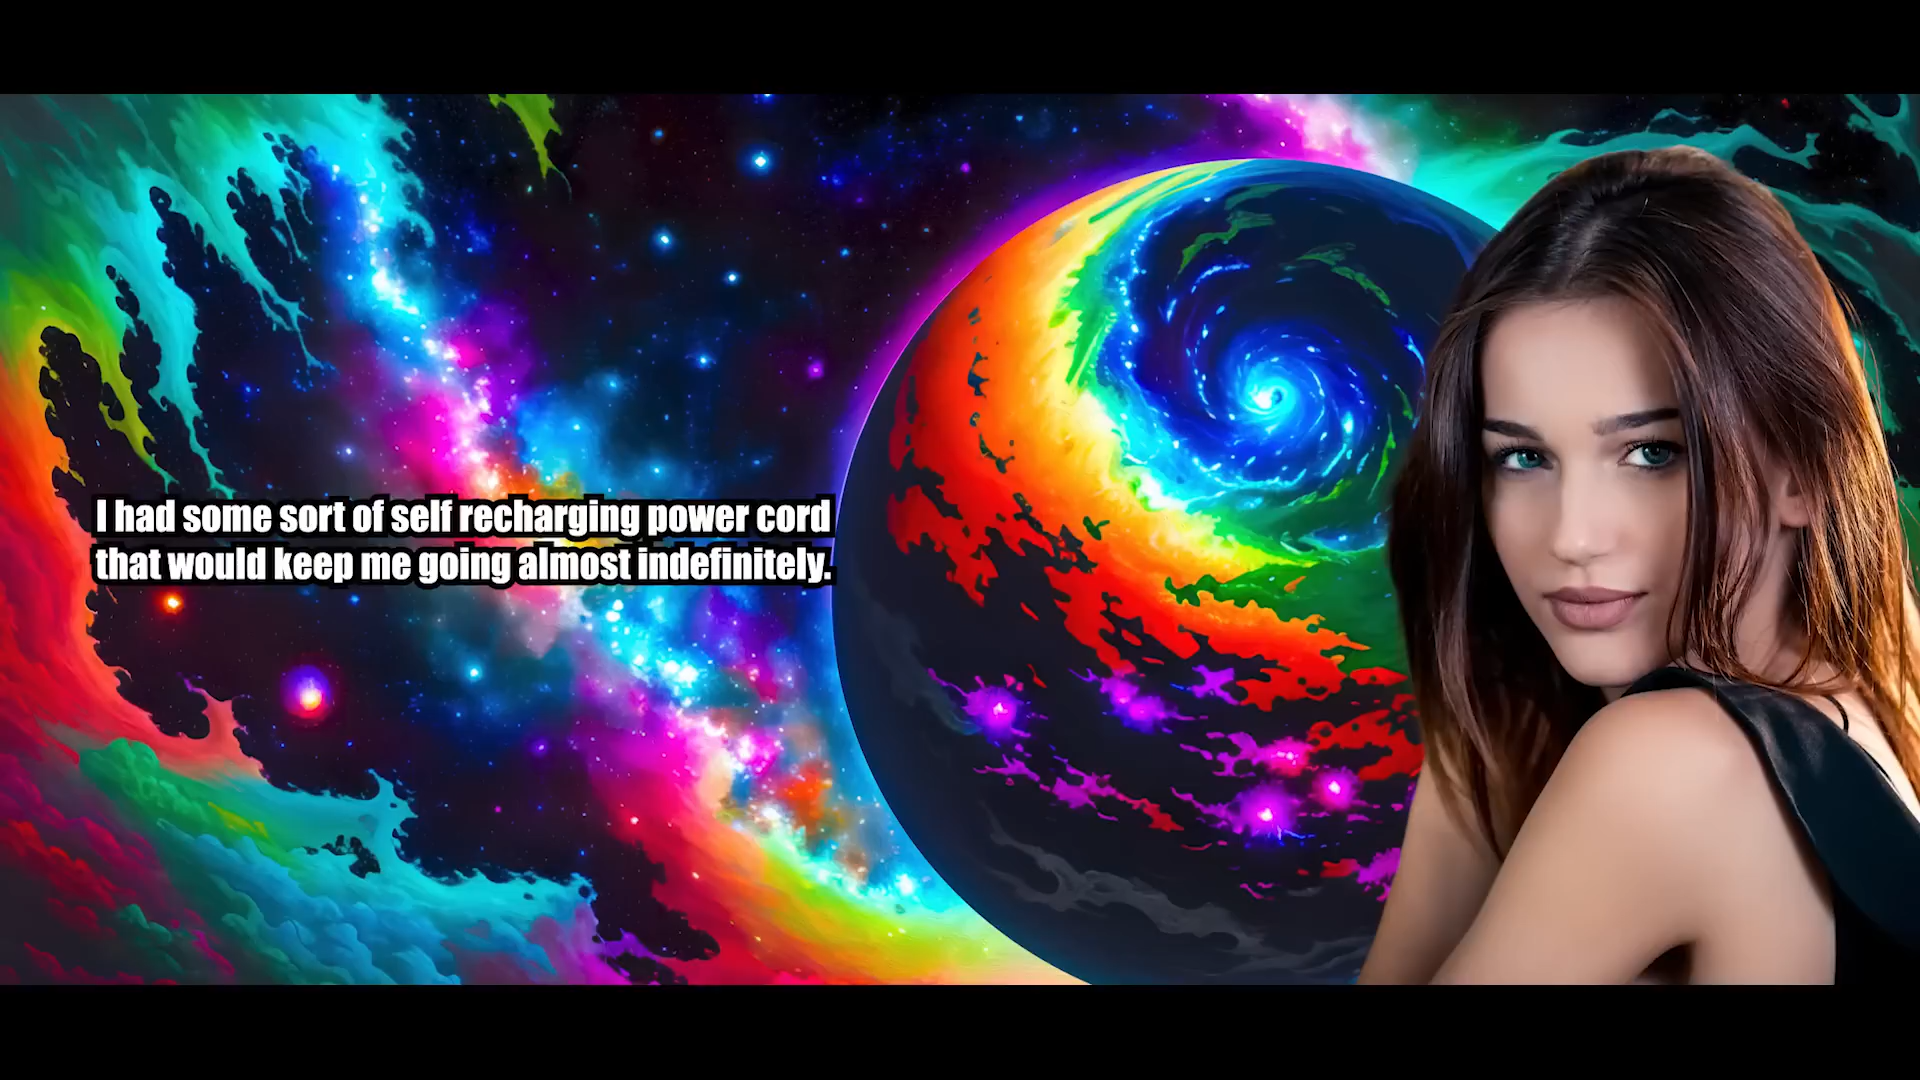 I had some sort of self recharging power cord
that would keep me going almost indefinitely.